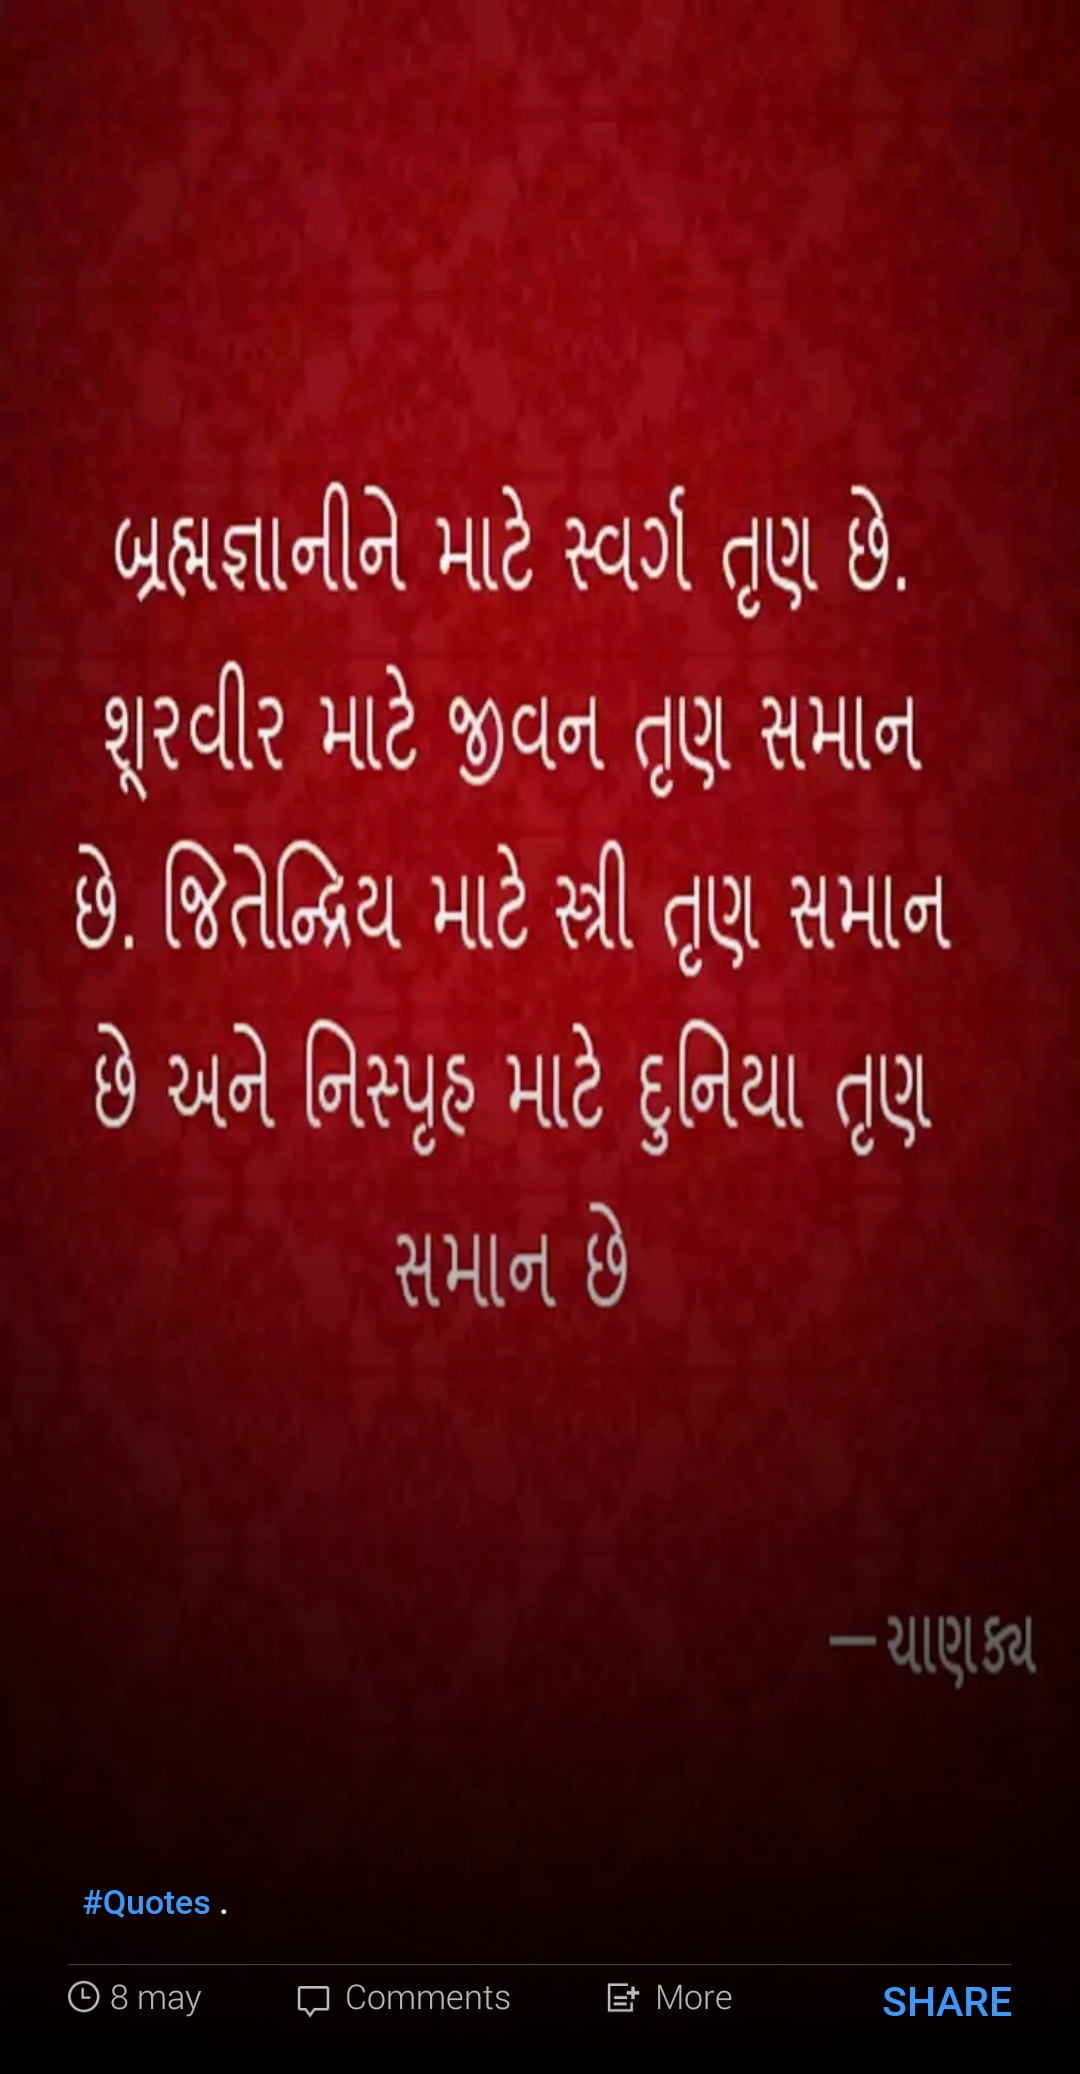 બ્રહ્મજ્ઞાનીને માટે સ્વર્ગ તૃણ છે.
શૂરવીર માટે જીવન તૃણ સમાન
છે. જિતેન્દ્રિય માટે સ્ત્રી તૃણ સમાન
છે અને નિસ્પૃહ માટે દુનિયા તૃણ
સમાન છે
— ચાણક્ય
#Quotes .
8 may Comments More SHARE